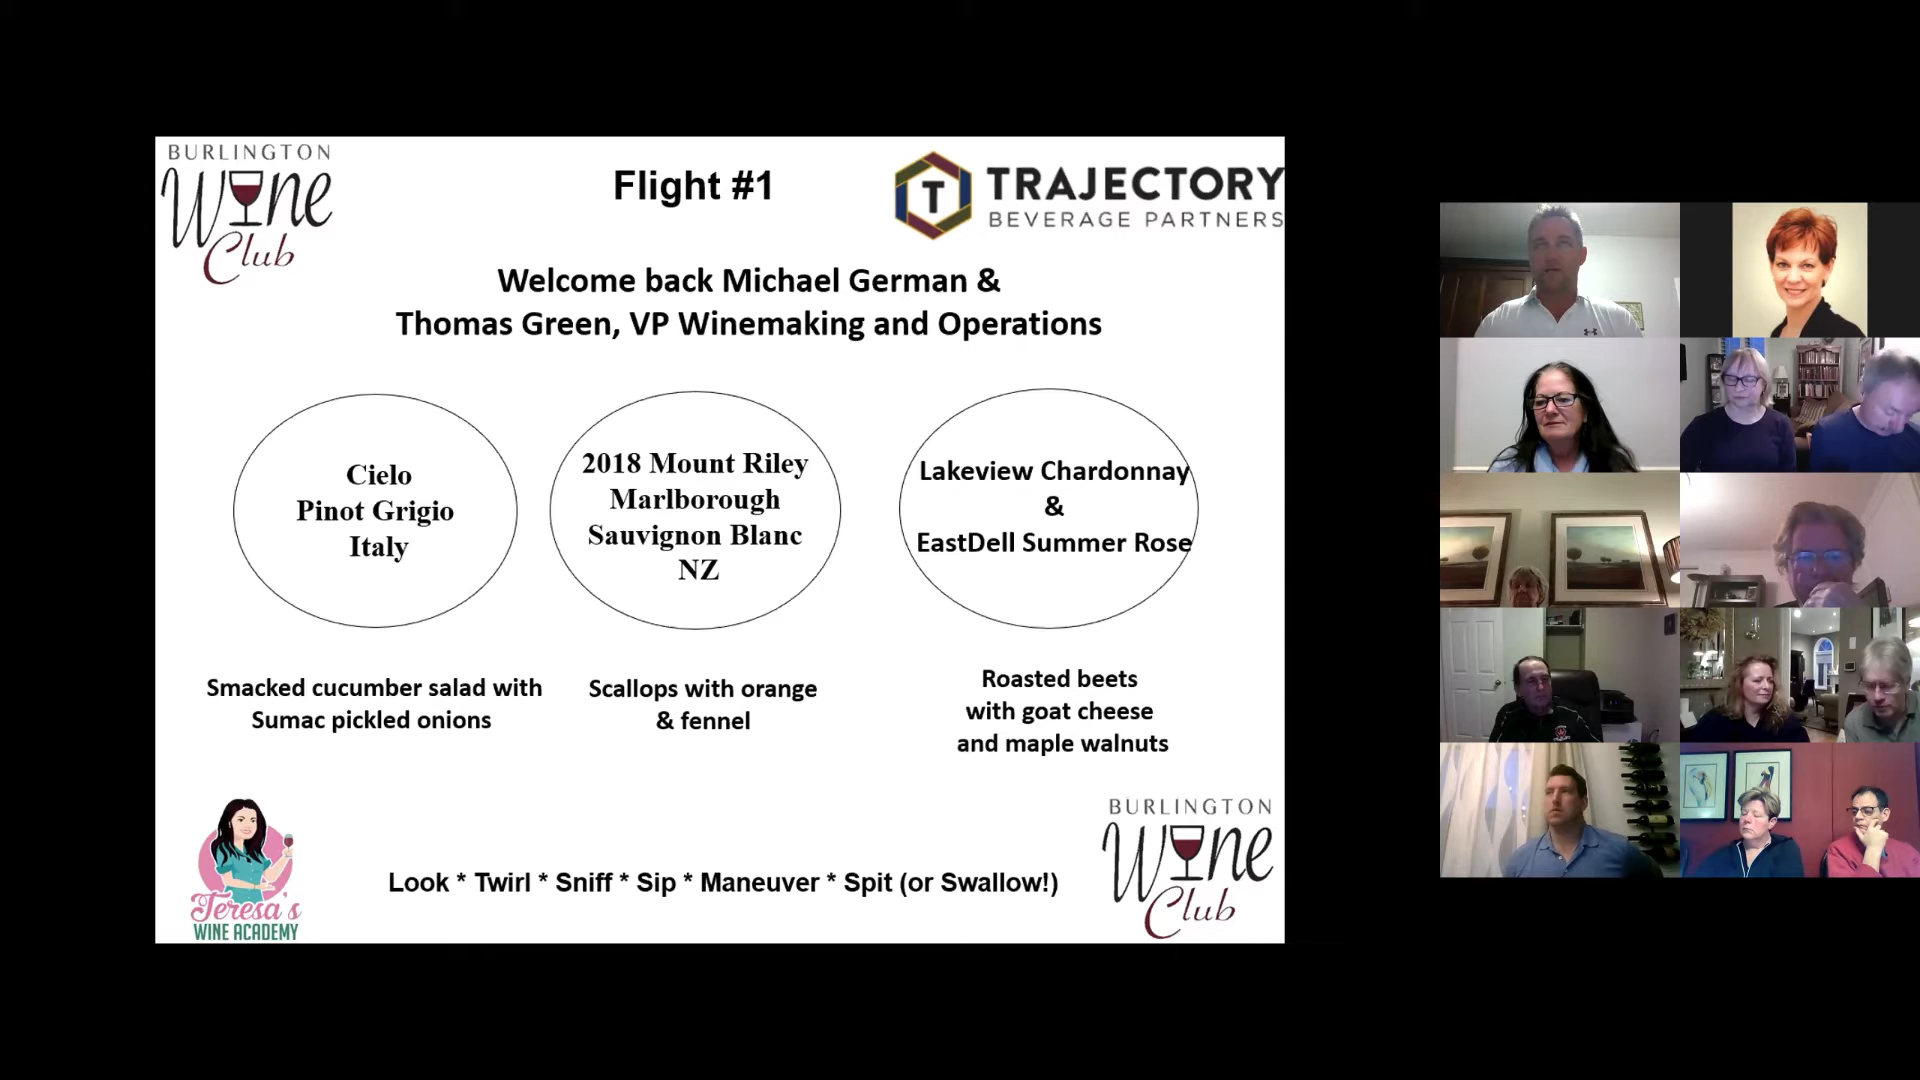 BURLINGTON
Wine
Club
Flight #1
T
TRAJECTORY
BEVERAGE PARTNERS
Welcome back Michael German &
Thomas Green, VP Winemaking and Operations
Cielo
Pinot Grigio
Italy
2018 Mount Riley
Marlborough
Sauvignon Blanc
NZ
Lakeview Chardonnay
&
EastDell Summer Rose
Smacked cucumber salad with
Sumac pickled onions
Scallops with orange
& fennel
Roasted beets
with goat cheese
and maple walnuts
Teresa's
WINE ACADEMY
Look * Twirl * Sniff * Sip * Maneuver * Spit (or Swallow!)
BURLINGTON
Wine
Club